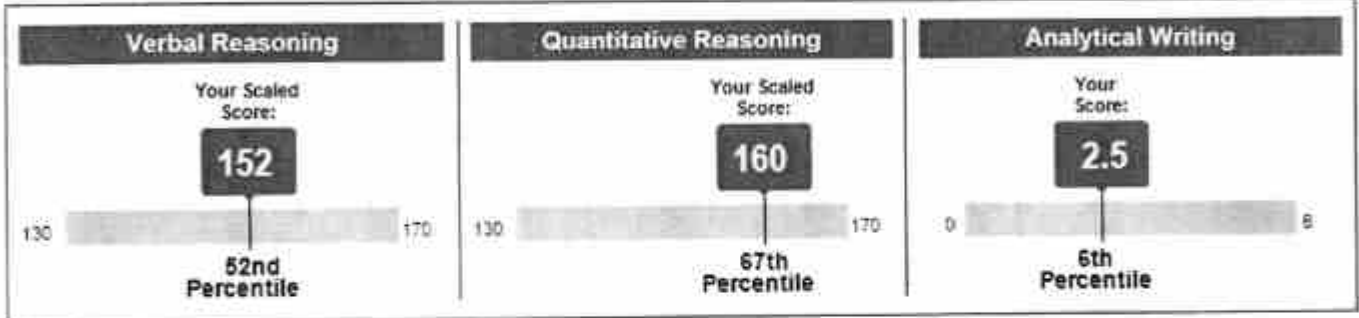 Verbal Reasoning
Your Scaled
Score:
152
130
170
52nd
Percentile
Quantitative Reasoning
Your Scaled
Score:
160
130
170
67th
Percentile
Analytical Writing
Your
Score:
2.5
0
6
6th
Percentile